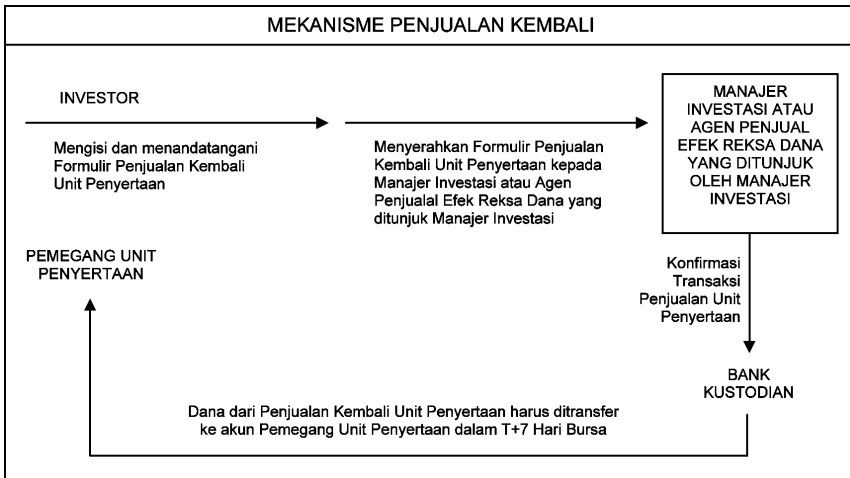 MEKANISME PENJUALAN KEMBALI
INVESTOR
Mengisi dan menandatangani
Formulir Penjualan Kembali
Unit Penyertaan
Menyerahkan Formulir Penjualan
Kembali Unit Penyertaan kepada
Manajer Investasi atau Agen
Penjualal Efek Reksa Dana yang
ditunjuk Manajer Investasi
MANAJER
INVESTASI ATAU
AGEN PENJUAL
EFEK REKSA DANA
YANG DITUNJUK
OLEH MANAJER
INVESTASI
Konfirmasi
Transaksi
Penjualan Unit
Penyertaan
BANK
KUSTODIAN
Dana dari Penjualan Kembali Unit Penyertaan harus ditransfer
ke akun Pemegang Unit Penyertaan dalam T+7 Hari Bursa
PEMEGANG UNIT
PENYERTAAN